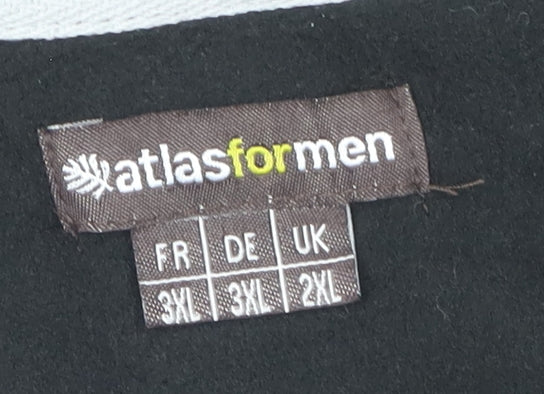 atlasformen
FR DE UK
3XL 3XL 2XL